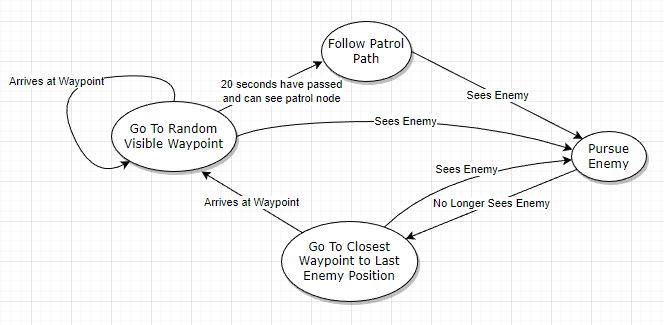 Follow Patrol
Path
Arrives at Waypoint
20 seconds have passed
and can see patrol node
Sees Enemy
Go To Random
Visible Waypoint
Sees Enemy
Pursue
Enemy
Sees Enemy
Arrives at Waypoint
No Longer Sees Enemy
Go To Closest
Waypoint to Last
Enemy Position